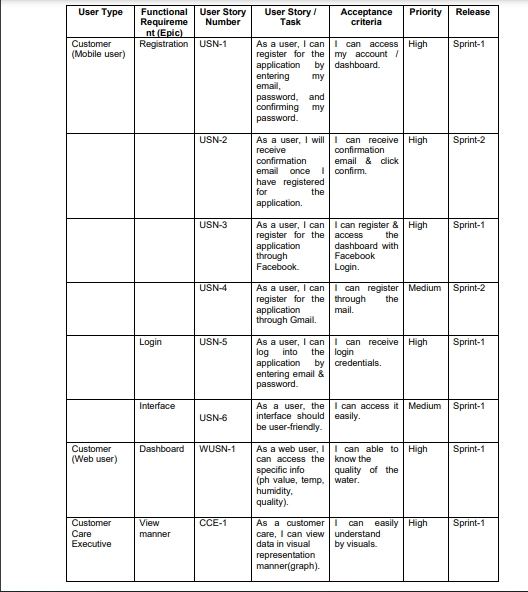 User Type Functional Requireme nt (Epic) User Story Number User Story / Task Acceptance criteria Priority Release
Customer (Mobile user) Registration USN-1 As a user, I can register for the application by entering my email, password, and confirming my password. I can access my account / dashboard. High Sprint-1
USN-2 As a user, I will receive confirmation email once I have registered for the application. I can receive confirmation email & click confirm. High Sprint-2
USN-3 As a user, I can register for the application through Facebook. I can register & access the dashboard with Facebook Login. High Sprint-1
USN-4 As a user, I can register for the application through Gmail. I can register through the mail. Medium Sprint-2
Login USN-5 As a user, I can log into the application by entering email & password. I can receive login credentials. High Sprint-1
Interface USN-6 As a user, the interface should be user-friendly. I can access it easily. Medium Sprint-1
Customer (Web user) Dashboard WUSN-1 As a web user, I can access the specific info (ph value, temp, humidity, quality). I can able to know the quality of the water. High Sprint-1
Customer Care Executive View manner CCE-1 As a customer care, I can view data in visual representation manner(graph). I can easily understand by visuals. High Sprint-1